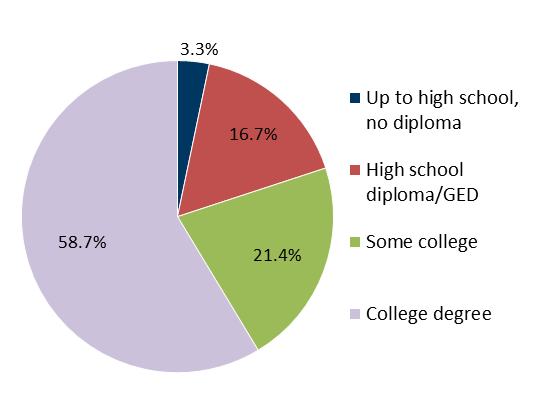 3.3%
16.7%
21.4%
58.7%
Up to high school,
no diploma
High school
diploma/GED
Some college
College degree